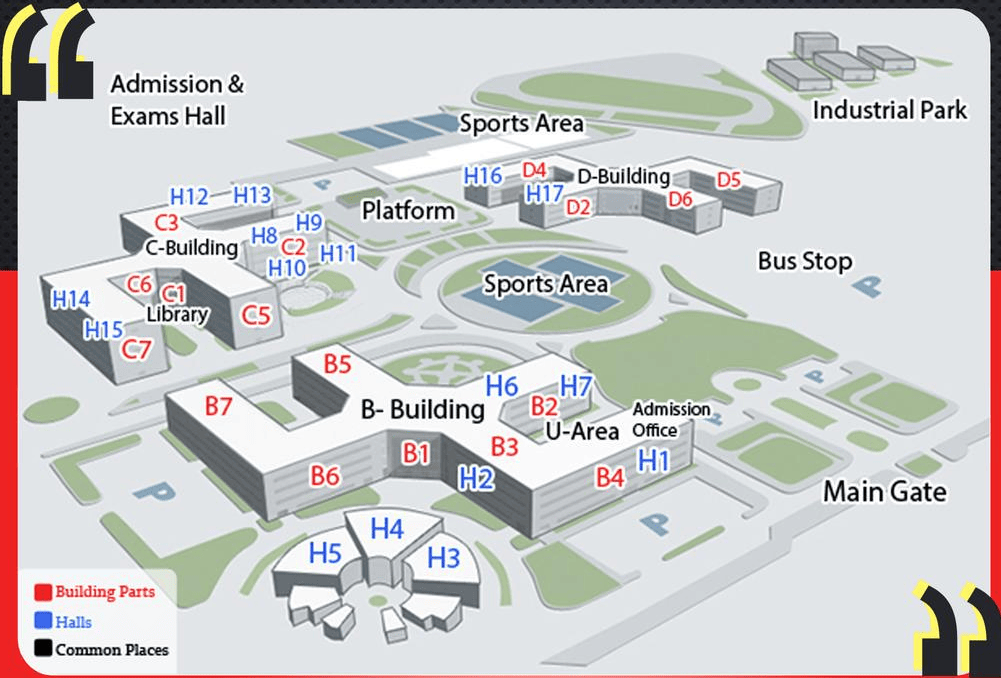 Admission &
Exams Hall
Industrial Park
Sports Area
H16
D4
D-Building
D5
H17
D2
D6
H12
H13
C3
Platform
H9
H8
C2
H11
C-Building
H10
Bus Stop
P
P
C6
C1
Sports Area
H14
Library
C5
H15
C7
B5
P
H6
H7
B7
B- Building
B2
Admission
Office
P
U-Area
B3
B1
H1
B6
H2
B4
Main Gate
P
P
H4
H5
H3
Building Parts
Halls
Common Places